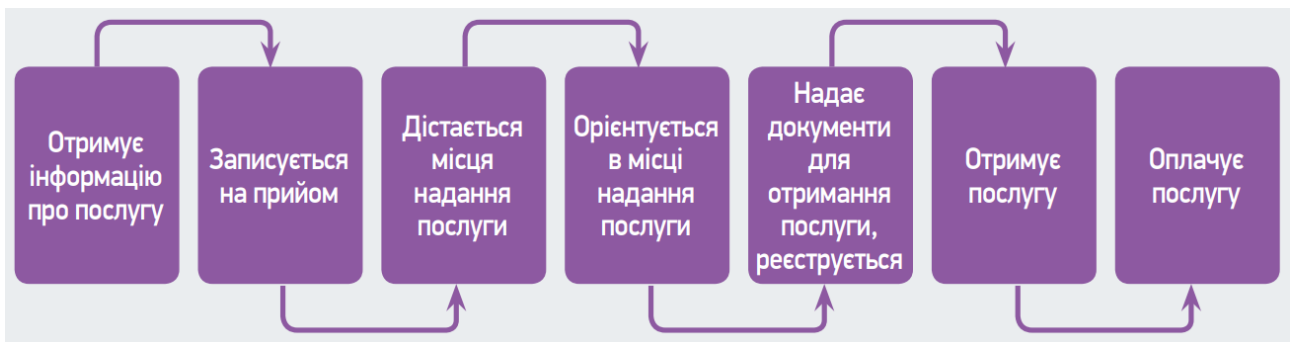 Отримує
інформацію
про послугу
Записується
на прийом
Дістається
місця
надання
послуги
Орієнтується
в місці
надання
послуги
Надає
документи
для
отримання
послуги,
реєструється
Отримує
послугу
Оплачує
послугу